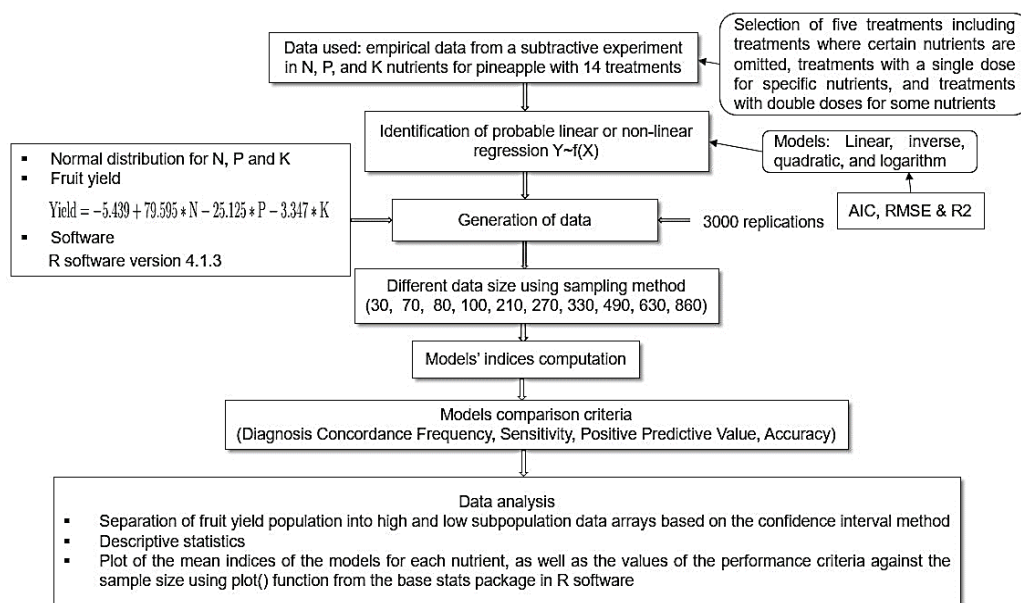 Data used: empirical data from a subtractive experiment
in N, P, and K nutrients for pineapple with 14 treatments
Selection of five treatments including
treatments where certain nutrients are
omitted, treatments with a single dose
for specific nutrients, and treatments
with double doses for some nutrients
Identification of probable linear or non-linear
regression Y~f(X)
Models: Linear, inverse,
quadratic, and logarithm
AIC, RMSE & R2
▪ Normal distribution for N, P and K
▪ Fruit yield
Yield = −5.439 + 79.595 * N − 25.125 * P − 3.347 * K
▪ Software
R software version 4.1.3
Generation of data
3000 replications
Different data size using sampling method
(30, 70, 80, 100, 210, 270, 330, 490, 630, 860)
Models' indices computation
Models comparison criteria
(Diagnosis Concordance Frequency, Sensitivity, Positive Predictive Value, Accuracy)
Data analysis
▪ Separation of fruit yield population into high and low subpopulation data arrays based on the confidence interval method
▪ Descriptive statistics
▪ Plot of the mean indices of the models for each nutrient, as well as the values of the performance criteria against the
sample size using plot() function from the base stats package in R software